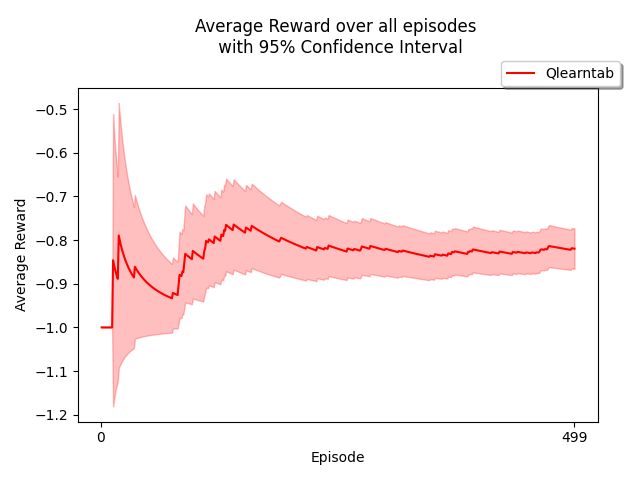 Average Reward over all episodes
with 95% Confidence Interval
Qlearntab
−0.5
−0.6
−0.7
−0.8
−0.9
−1.0
−1.1
−1.2
Average Reward
0
499
Episode